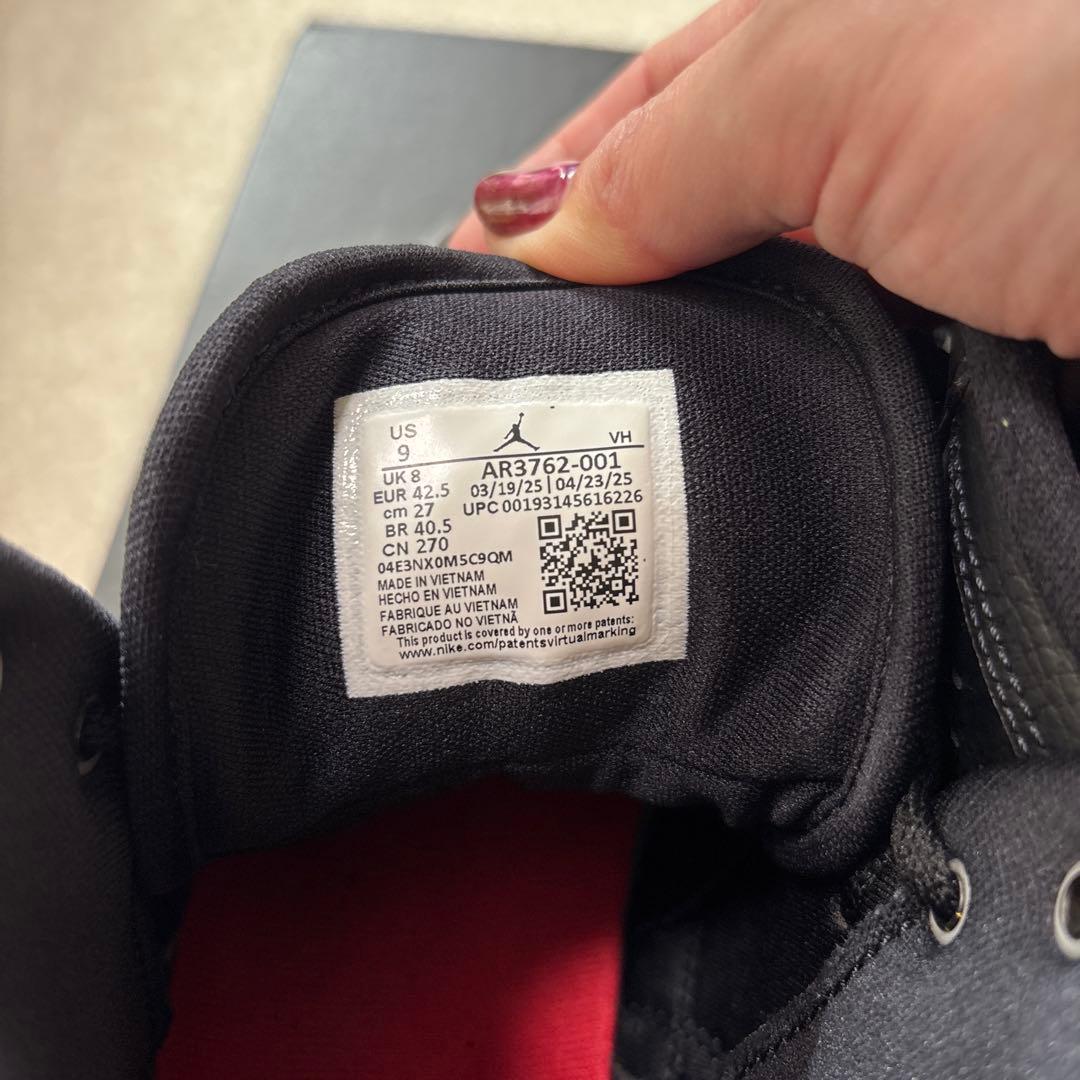 US
9
VH
UK 8
EUR 42.5
cm 27
BR 40.5
CN 270
AR3762-001
03/19/25 | 04/23/25
UPC 00193145616226
04E3NX0M5C9QM
MADE IN VIETNAM
HECHO EN VIETNAM
FABRIQUE AU VIETNAM
FABRICADO NO VIETNÃ
This product is covered by one or more patents:
www.nike.com/patentsvirtualmarking